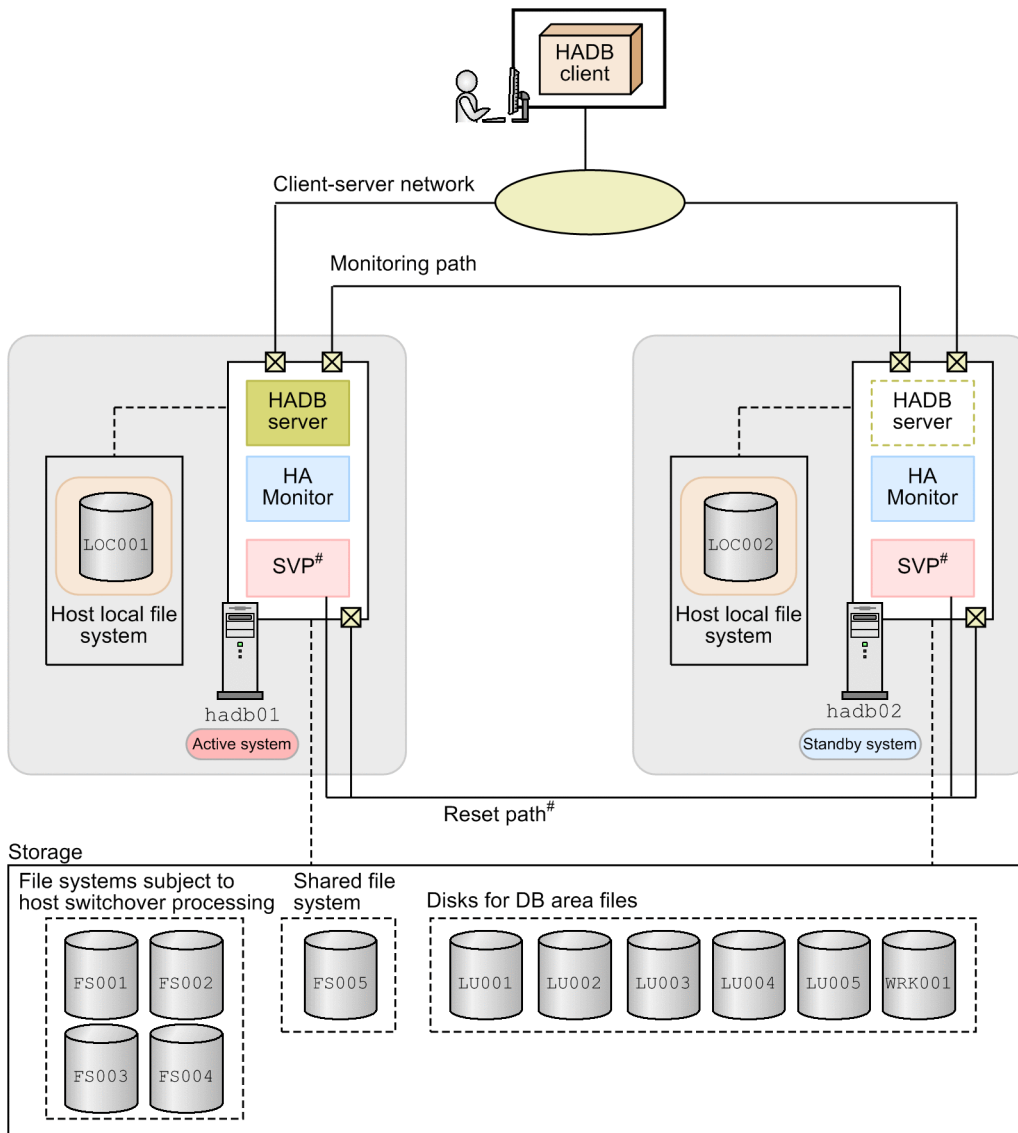 HADB
client
Client-server network
Monitoring path
HADB
server
HA
Monitor
SVP#
LOC001
Host local file
system
hadb01
Active system
HADB
server
HA
Monitor
SVP#
LOC002
Host local file
system
hadb02
Standby system
Reset path#
Storage
File systems subject to
host switchover processing
FS001 FS002
FS003 FS004
Shared file
system
FS005
Disks for DB area files
LU001 LU002 LU003 LU004 LU005 WRK001